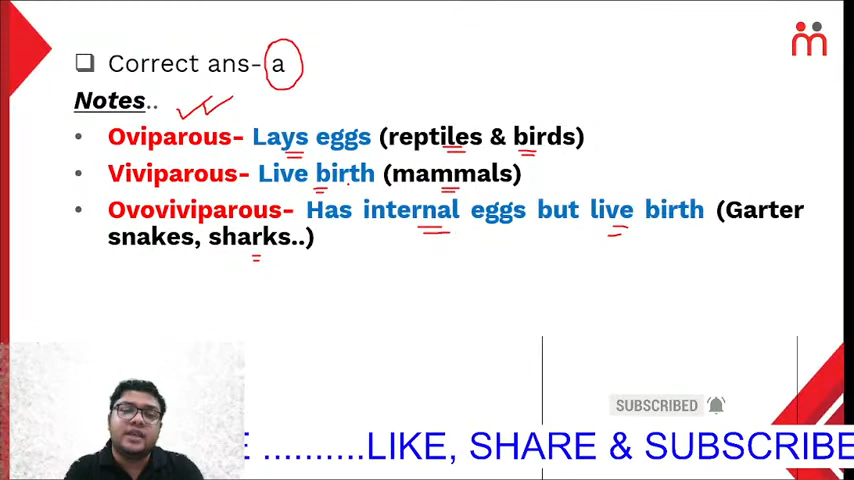 Correct ans- a
Notes..
Oviparous- Lays eggs (reptiles & birds)
Viviparous- Live birth (mammals)
Ovoviviparous- Has internal eggs but live birth (Garter
snakes, sharks..)
SUBSCRIBED
E ..........LIKE, SHARE & SUBSCRIBE